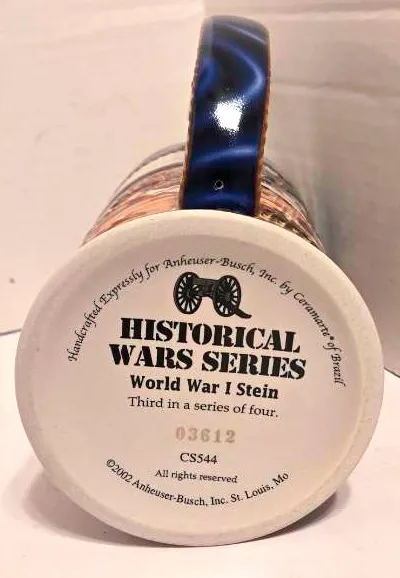 Handcrafted Expressly for Anheuser-Busch, Inc. by Ceramarte® of Brazil
HISTORICAL
WARS SERIES
World War I Stein
Third in a series of four.
03612
CS544
All rights reserved
©2002 Anheuser-Busch, Inc. St. Louis, Mo